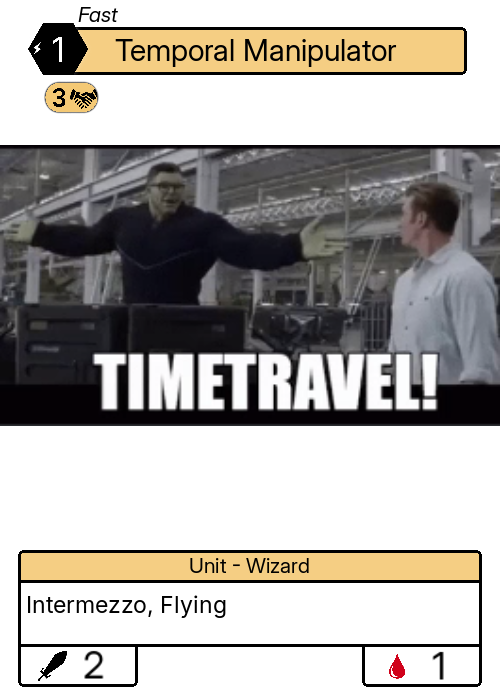 Fast
1 Temporal Manipulator
3
TIMETRAVEL!
Unit - Wizard
Intermezzo, Flying
2 1